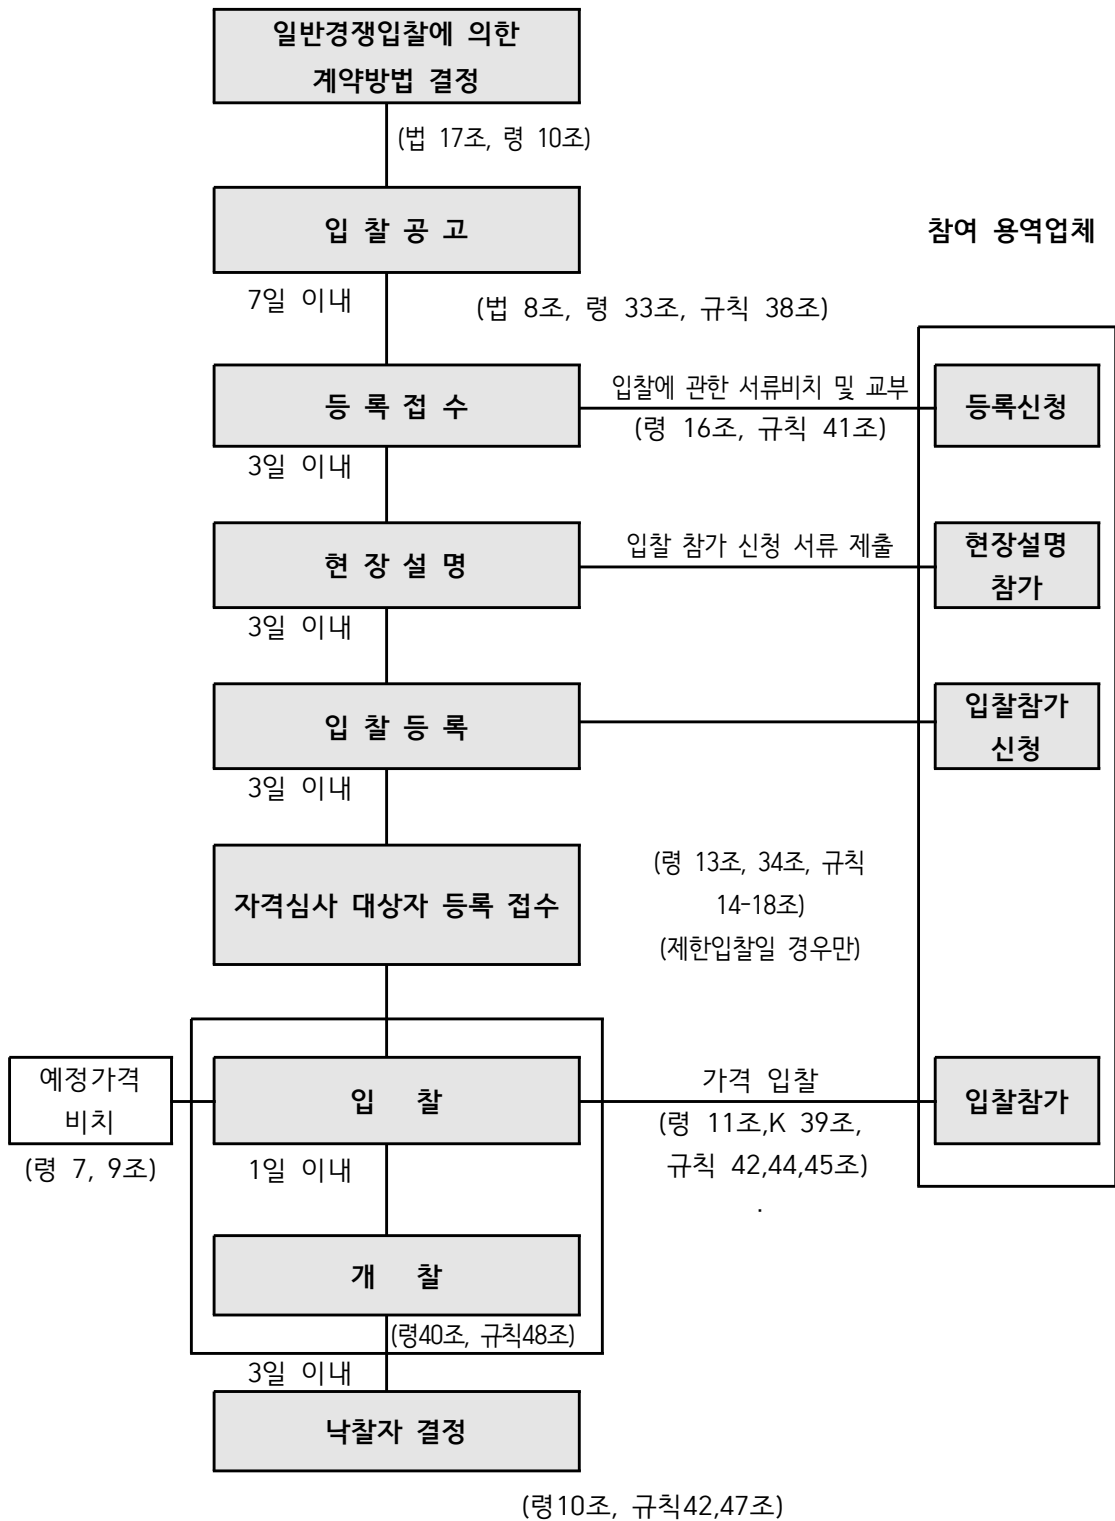 일반경쟁입찰에 의한
계약방법 결정
(법 17조, 령 10조)
입 찰 공 고
참여 용역업체
7일 이내
(법 8조, 령 33조, 규칙 38조)
등 록 접 수
입찰에 관한 서류비치 및 교부
(령 16조, 규칙 41조)
등록신청
3일 이내
현 장 설 명
입찰 참가 신청 서류 제출
현장설명
참가
3일 이내
입 찰 등 록
입찰참가
신청
3일 이내
자격심사 대상자 등록 접수
(령 13조, 34조, 규칙
14-18조)
(제한입찰일 경우만)
예정가격
비치
(령 7, 9조)
입 찰
가격 입찰
(령 11조,K 39조,
규칙 42,44,45조)
.
입찰참가
1일 이내
개 찰
(령40조, 규칙48조)
3일 이내
낙찰자 결정
(령10조, 규칙42,47조)